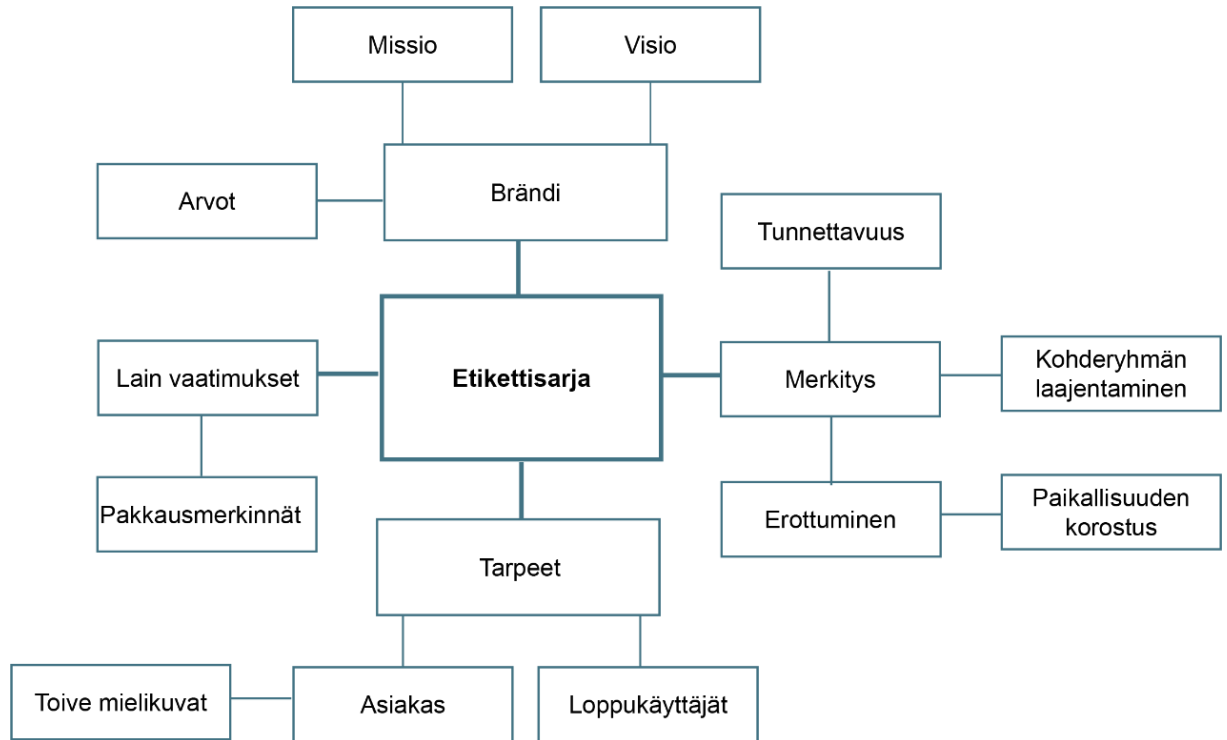 Missio
Visio
Arvot
Brändi
Tunnettavuus
Lain vaatimukset
Etikettisarja
Merkitys
Kohderyhmän
laajentaminen
Pakkausmerkinnät
Erottuminen
Paikallisuuden
korostus
Tarpeet
Toive mielikuvat
Asiakas
Loppukäyttäjät